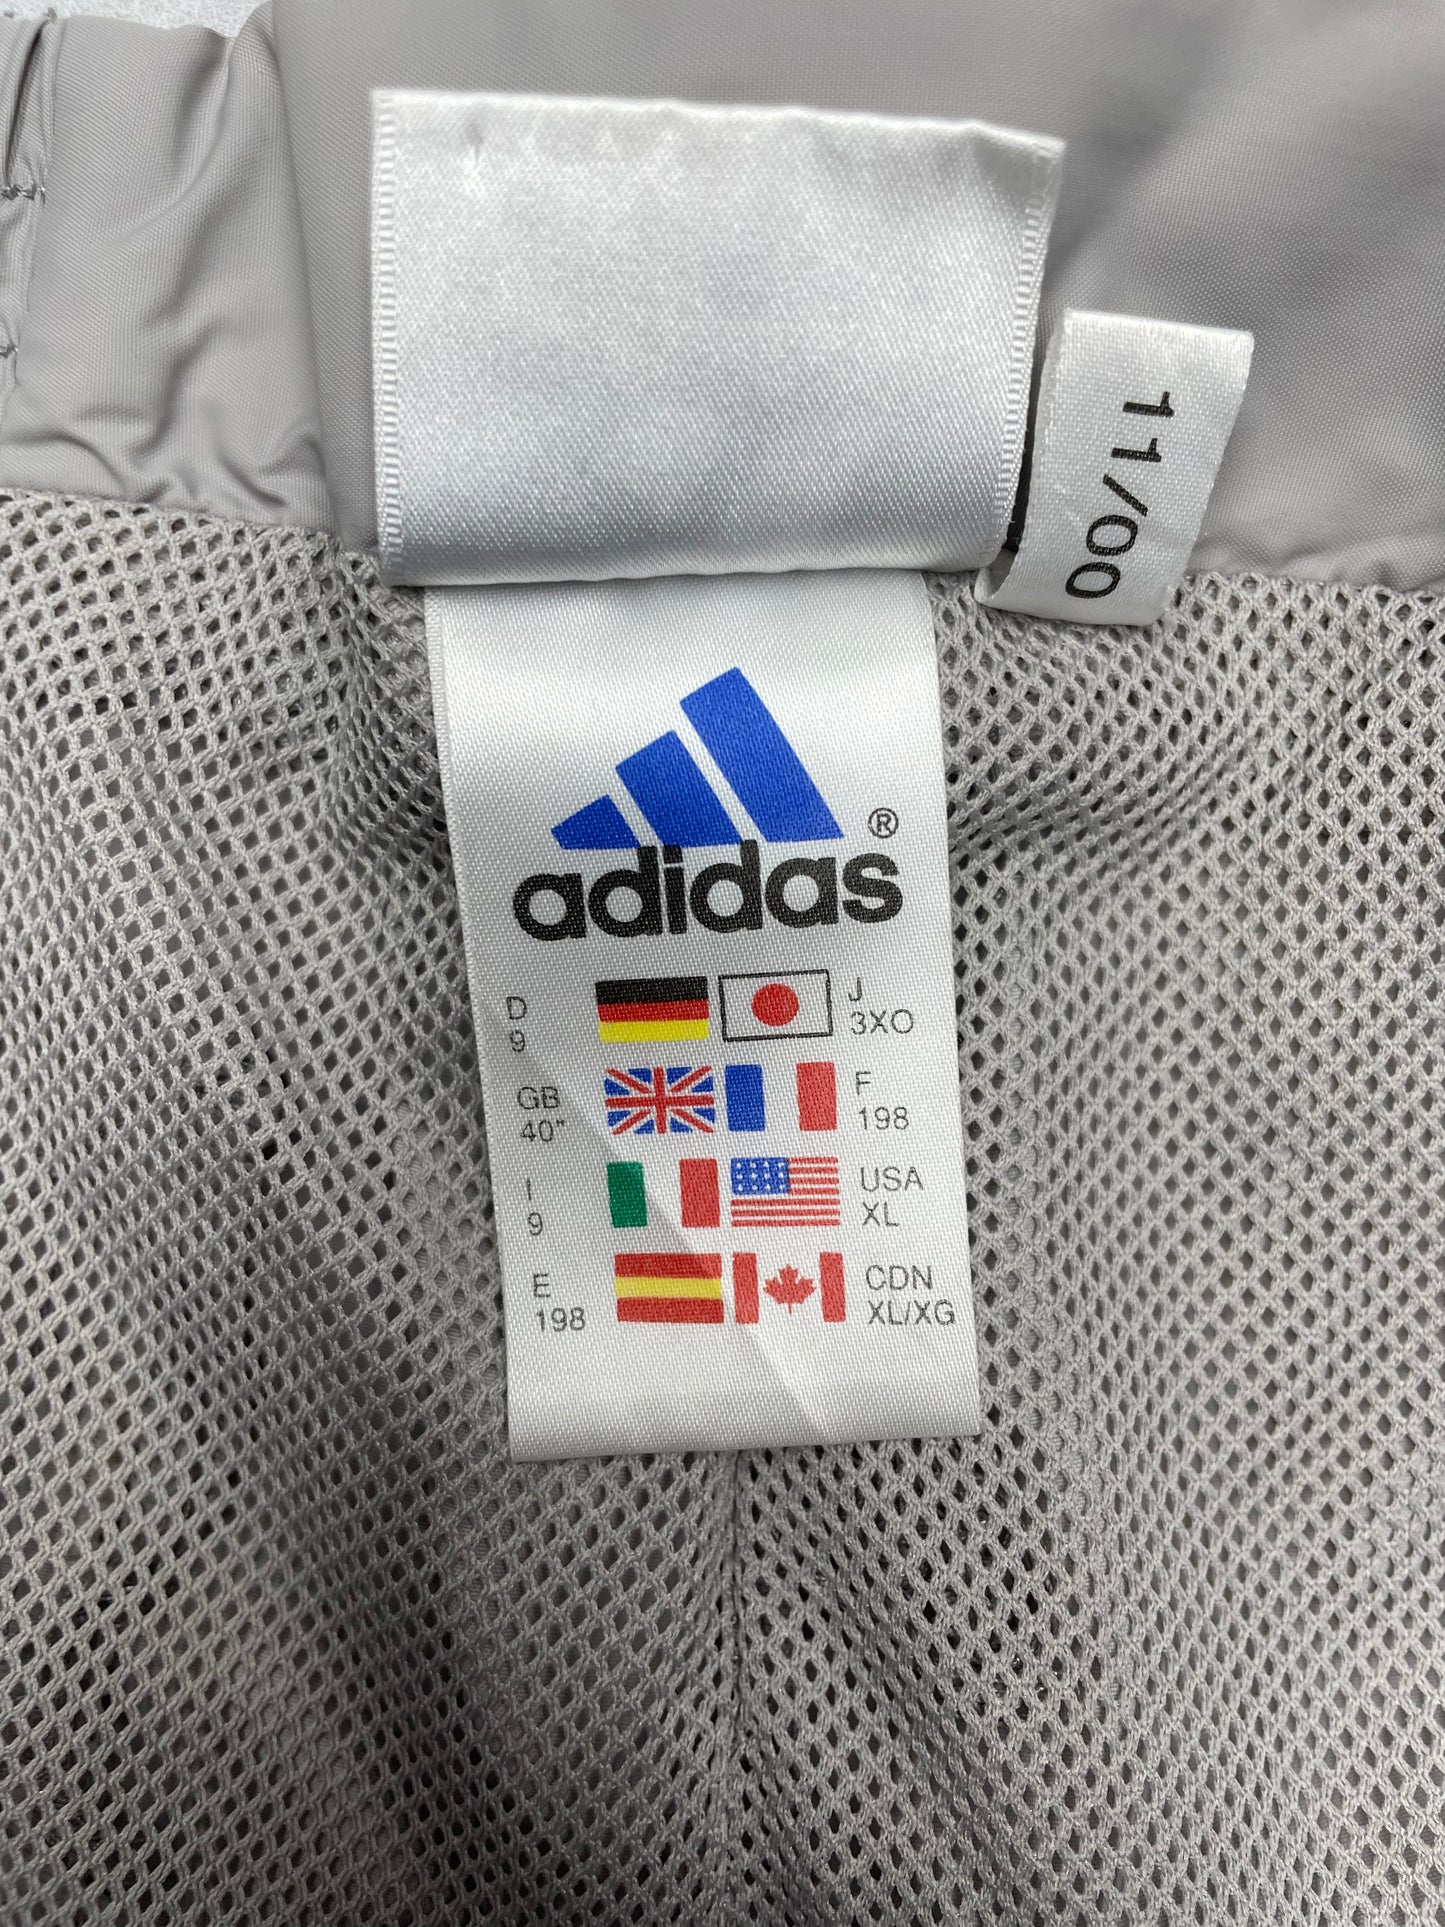 11/00
adidas®
D
9
J
3XO
GB
40"
F
198
I
9
USA
XL
E
198
CDN
XL/XG